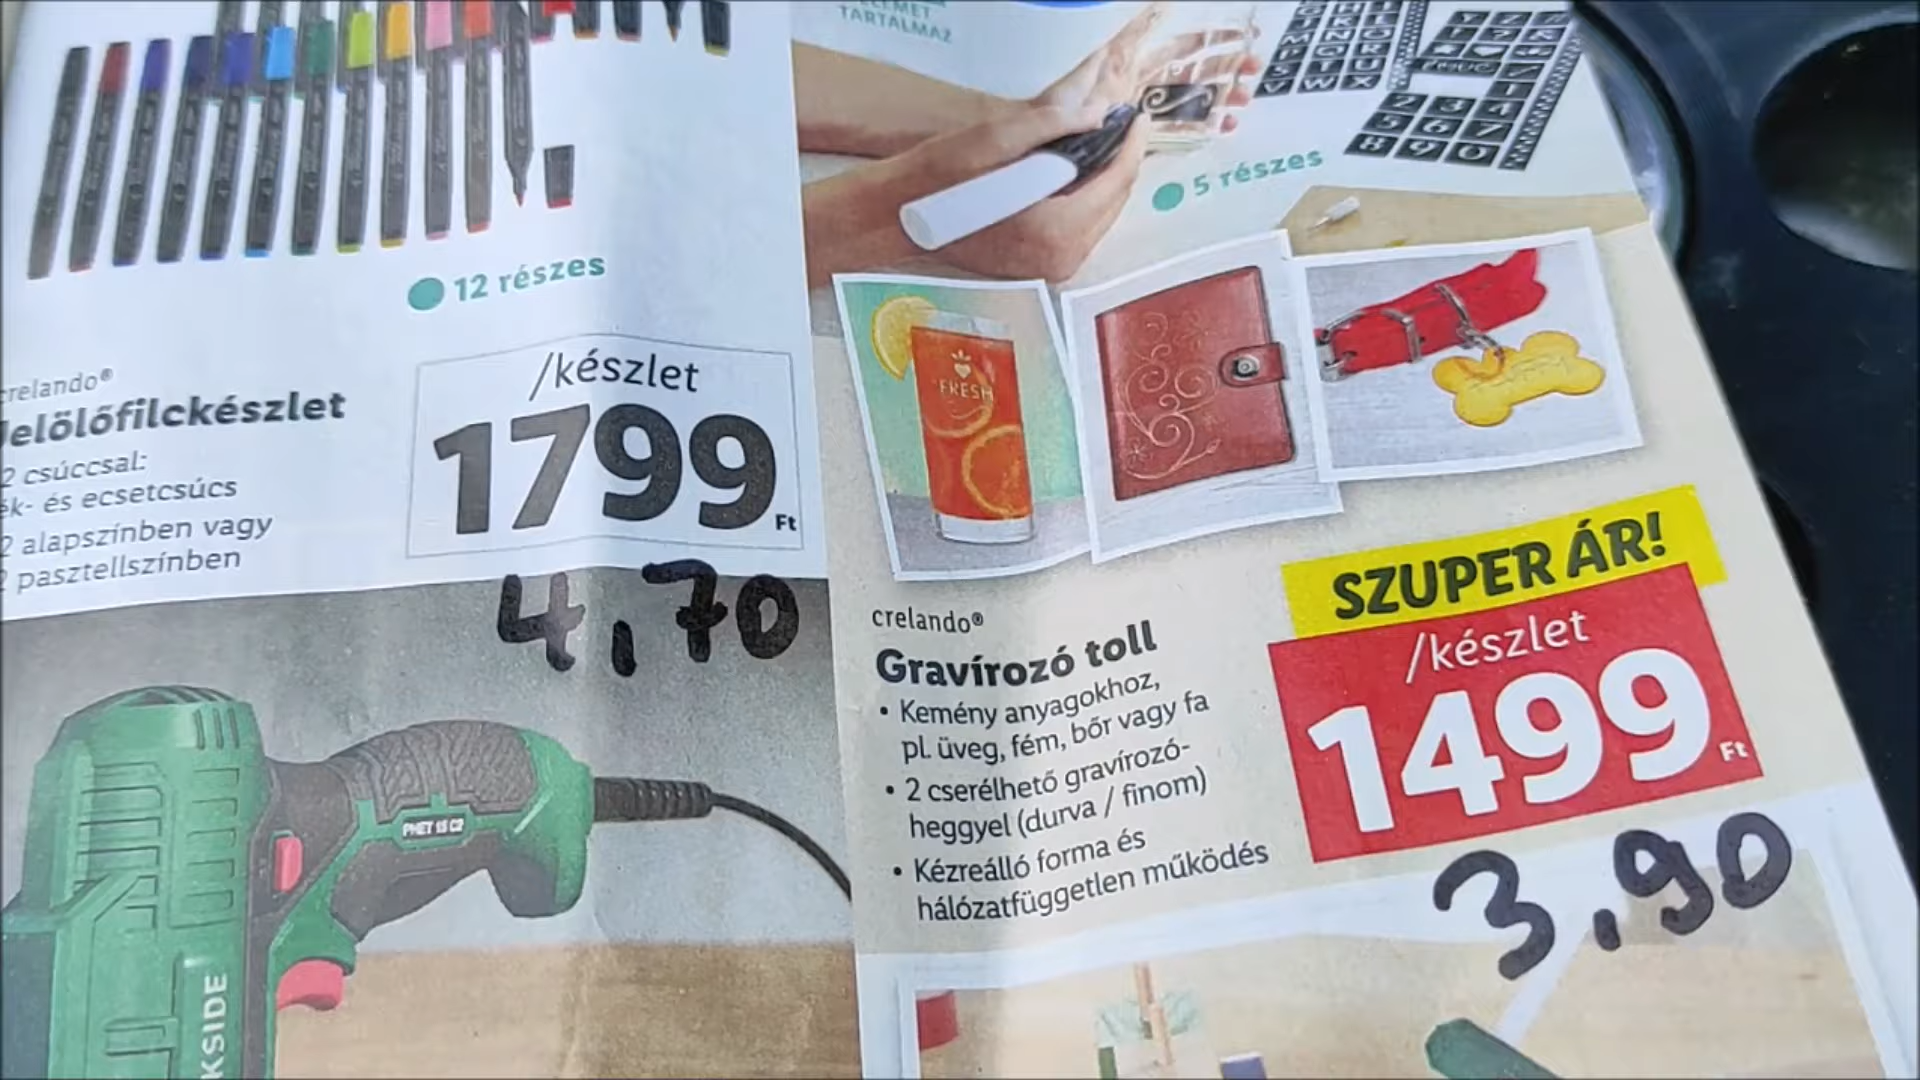 ELEMET
TARTALMAZ
5 részes
12 részes
crelando®
Jelölőfilckészlet
2 csúccsal:
ék- és ecsetcsúcs
2 alapszínben vagy
2 pasztellszínben
/készlet
1799
Ft
4,70
PHET 15 C2
KSIDE
FRESH
crelando®
Gravírozó toll
• Kemény anyagokhoz,
pl. üveg, fém, bőr vagy fa
• 2 cserélhető gravírozó-
heggyel (durva / finom)
• Kézreálló forma és
hálózatfüggetlen működés
SZUPER ÁR!
/készlet
1499
Ft
3,90